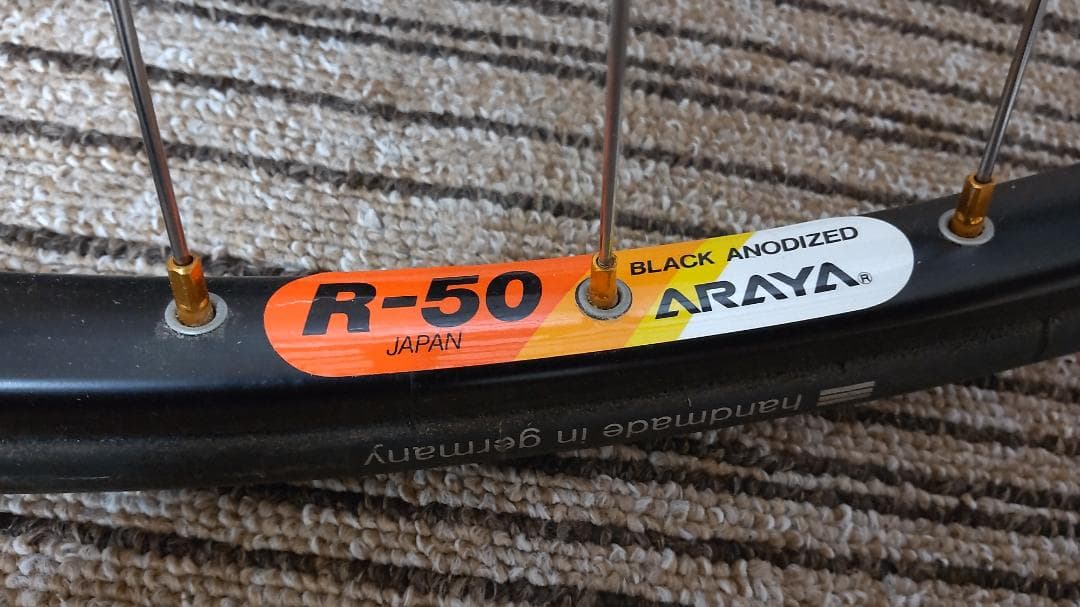 R-50
JAPAN
BLACK ANODIZED
ARAYA®
handmade in germany